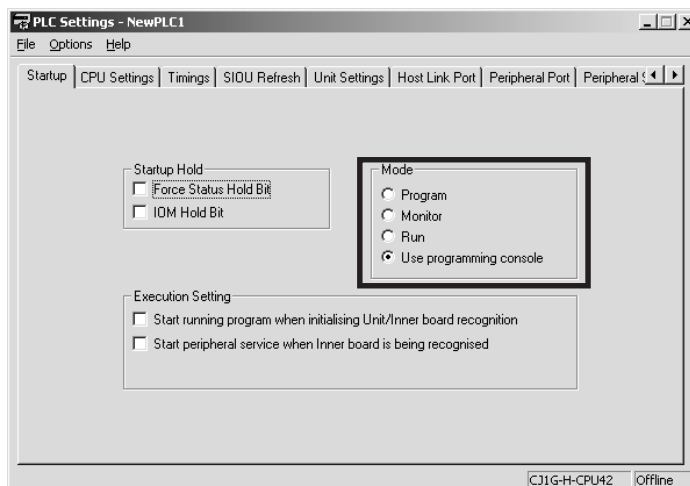 PLC Settings - NewPLC1
File Options Help
Startup CPU Settings Timings SIOU Refresh Unit Settings Host Link Port Peripheral Port Peripheral
Startup Hold
Force Status Hold Bit
IOM Hold Bit
Mode
Program
Monitor
Run
Use programming console
Execution Setting
Start running program when initialising Unit/Inner board recognition
Start peripheral service when Inner board is being recognised
CJ1G-H-CPU42 Offline